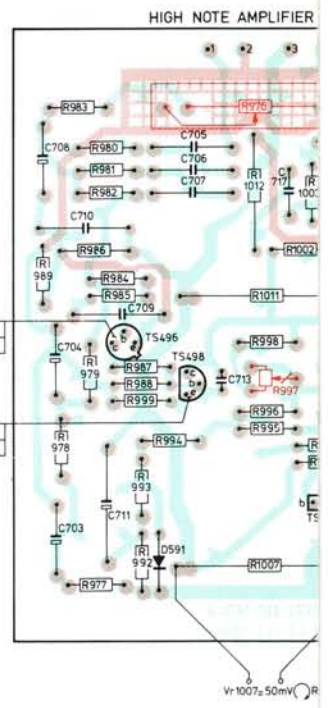 HIGH NOTE AMPLIFIER
1 2 3
R983 R976
C708 R980 C705
R981 C706
R982 C707
R 1012
C 717
R 100
C710
R986 R1002
R 989
R984
R985 R1011
C709
TS496
b
c e
R998
C704
R 979
R987 TS498
R988 b
R999
C713
R997
R996
R995
R 978
R994
R 993
C703
C711
R 992
D591
b
TS
R1007
R977
Vr1007= 50mV R